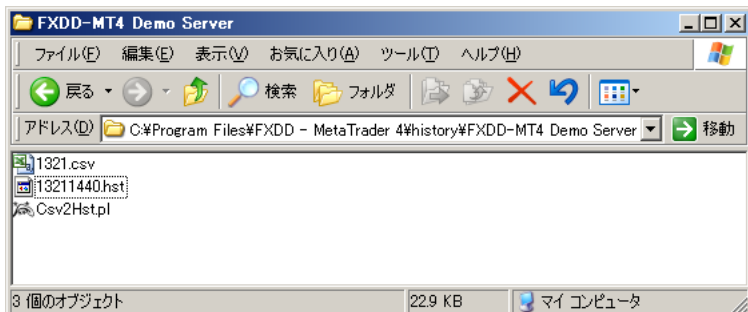 FXDD-MT4 Demo Server
ファイル(F) 編集(E) 表示(V) お気に入り(A) ツール(T) ヘルプ(H)
戻る 検索 フォルダ
アドレス(D) C:¥Program Files¥FXDD - MetaTrader 4¥history¥FXDD-MT4 Demo Server 移動
1321.csv
13211440.hst
Csv2Hst.pl
3 個のオブジェクト 22.9 KB マイ コンピュータ